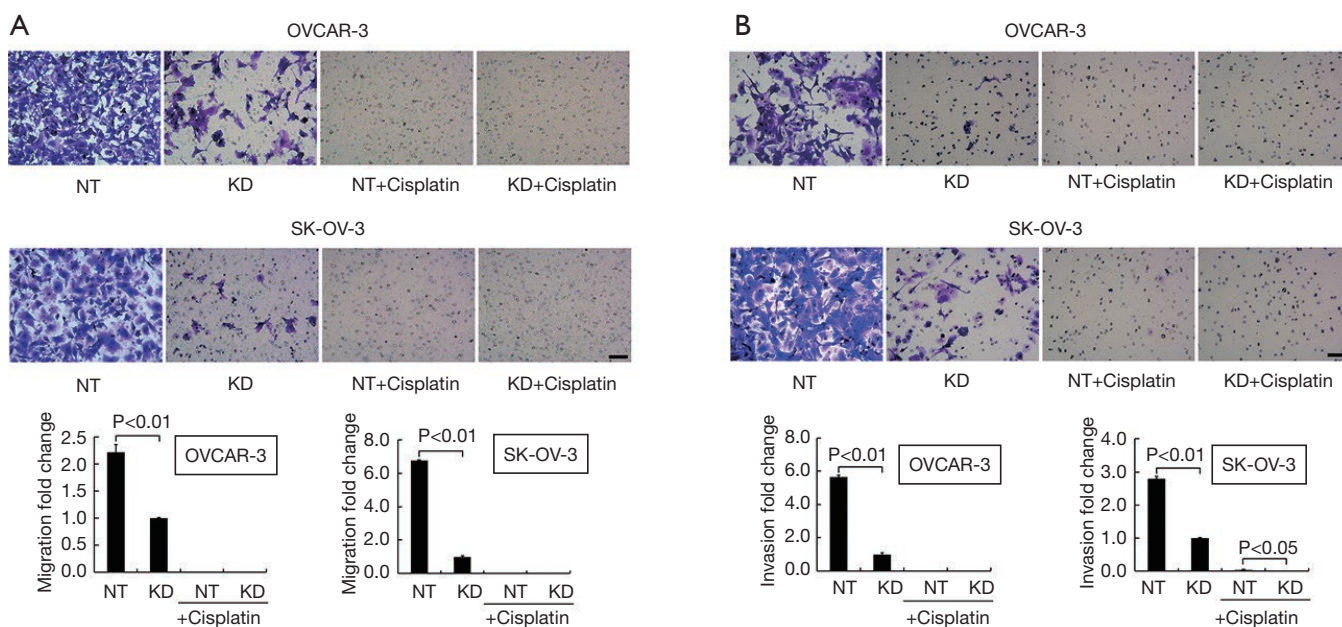 A
OVCAR-3
NT KD NT+Cisplatin KD+Cisplatin
SK-OV-3
NT KD NT+Cisplatin KD+Cisplatin
Migration fold change
2.5
2.0
1.5
1.0
0.5
0.0
P<0.01
OVCAR-3
NT KD NT KD
+Cisplatin
Migration fold change
8.0
6.0
4.0
2.0
0.0
P<0.01
SK-OV-3
NT KD NT KD
+Cisplatin
B
OVCAR-3
NT KD NT+Cisplatin KD+Cisplatin
SK-OV-3
NT KD NT+Cisplatin KD+Cisplatin
Invasion fold change
8.0
6.0
4.0
2.0
0.0
P<0.01
OVCAR-3
NT KD NT KD
+Cisplatin
Invasion fold change
4.0
3.0
2.0
1.0
0.0
P<0.01
SK-OV-3
P<0.05
NT KD NT KD
+Cisplatin